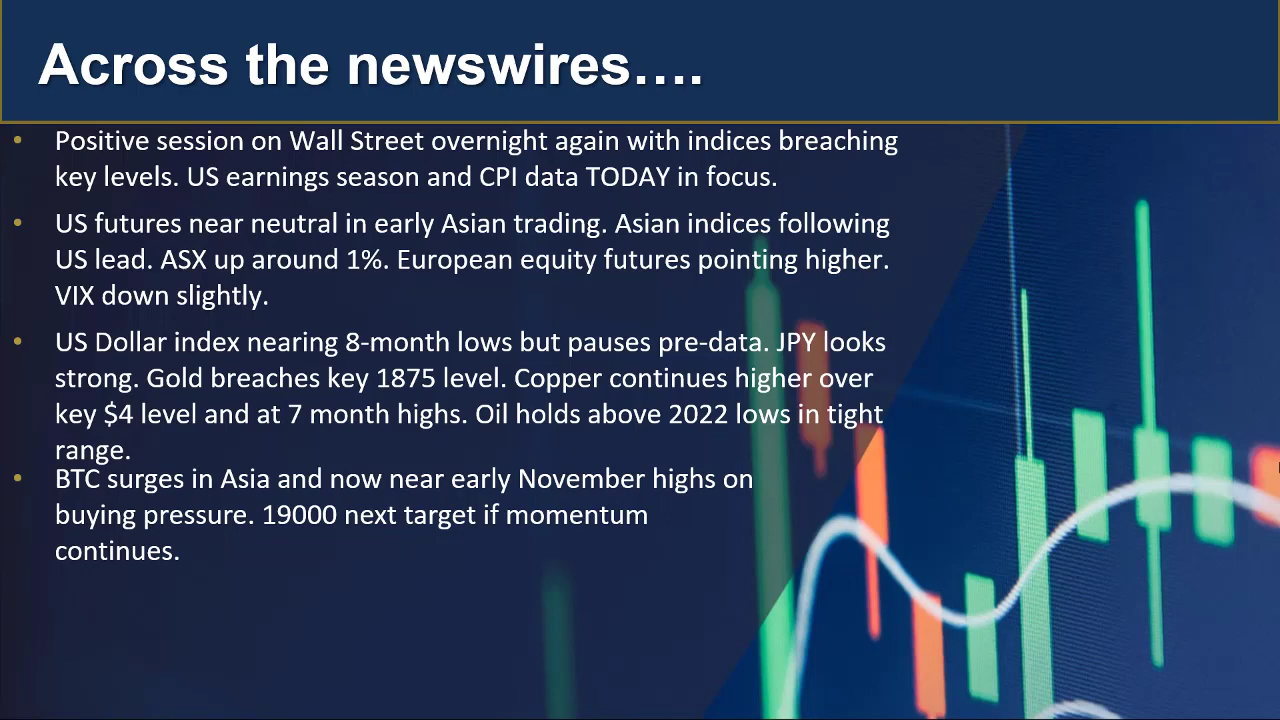 Across the newswires….
• Positive session on Wall Street overnight again with indices breaching
key levels. US earnings season and CPI data TODAY in focus.
• US futures near neutral in early Asian trading. Asian indices following
US lead. ASX up around 1%. European equity futures pointing higher.
VIX down slightly.
• US Dollar index nearing 8-month lows but pauses pre-data. JPY looks
strong. Gold breaches key 1875 level. Copper continues higher over
key $4 level and at 7 month highs. Oil holds above 2022 lows in tight
range.
• BTC surges in Asia and now near early November highs on
buying pressure. 19000 next target if momentum
continues.